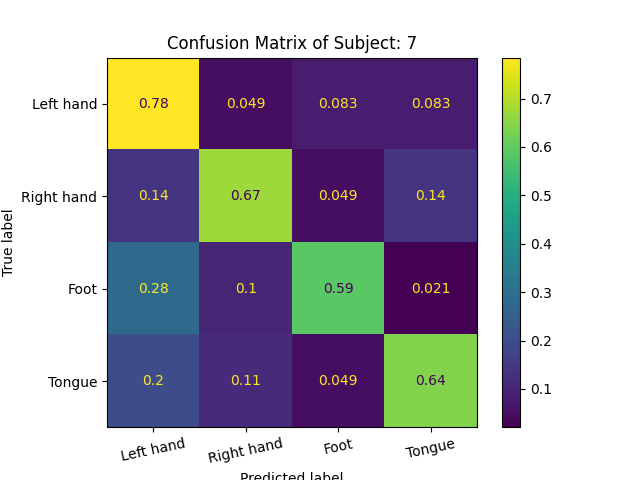 Confusion Matrix of Subject: 7
True label
Left hand 0.78 0.049 0.083 0.083
Right hand 0.14 0.67 0.049 0.14
Foot 0.28 0.1 0.59 0.021
Tongue 0.2 0.11 0.049 0.64
Left hand Right hand Foot Tongue
Predicted label
0.7
0.6
0.5
0.4
0.3
0.2
0.1